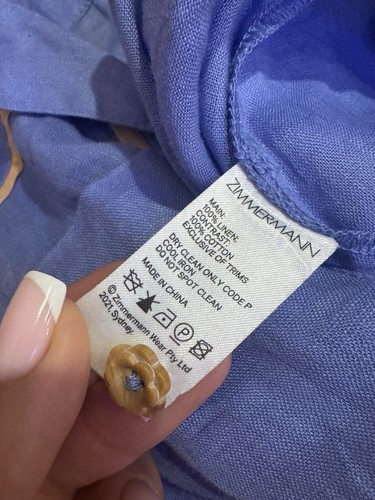 ZIMMERMANN
MAIN:
100% LINEN;
CONTRAST:
100% COTTON
EXCLUSIVE OF TRIMS
DRY CLEAN ONLY CODE P
COOL IRON
DO NOT SPOT CLEAN
MADE IN CHINA
P
© Zimmermann Wear Pty Ltd
2021, Sydney.